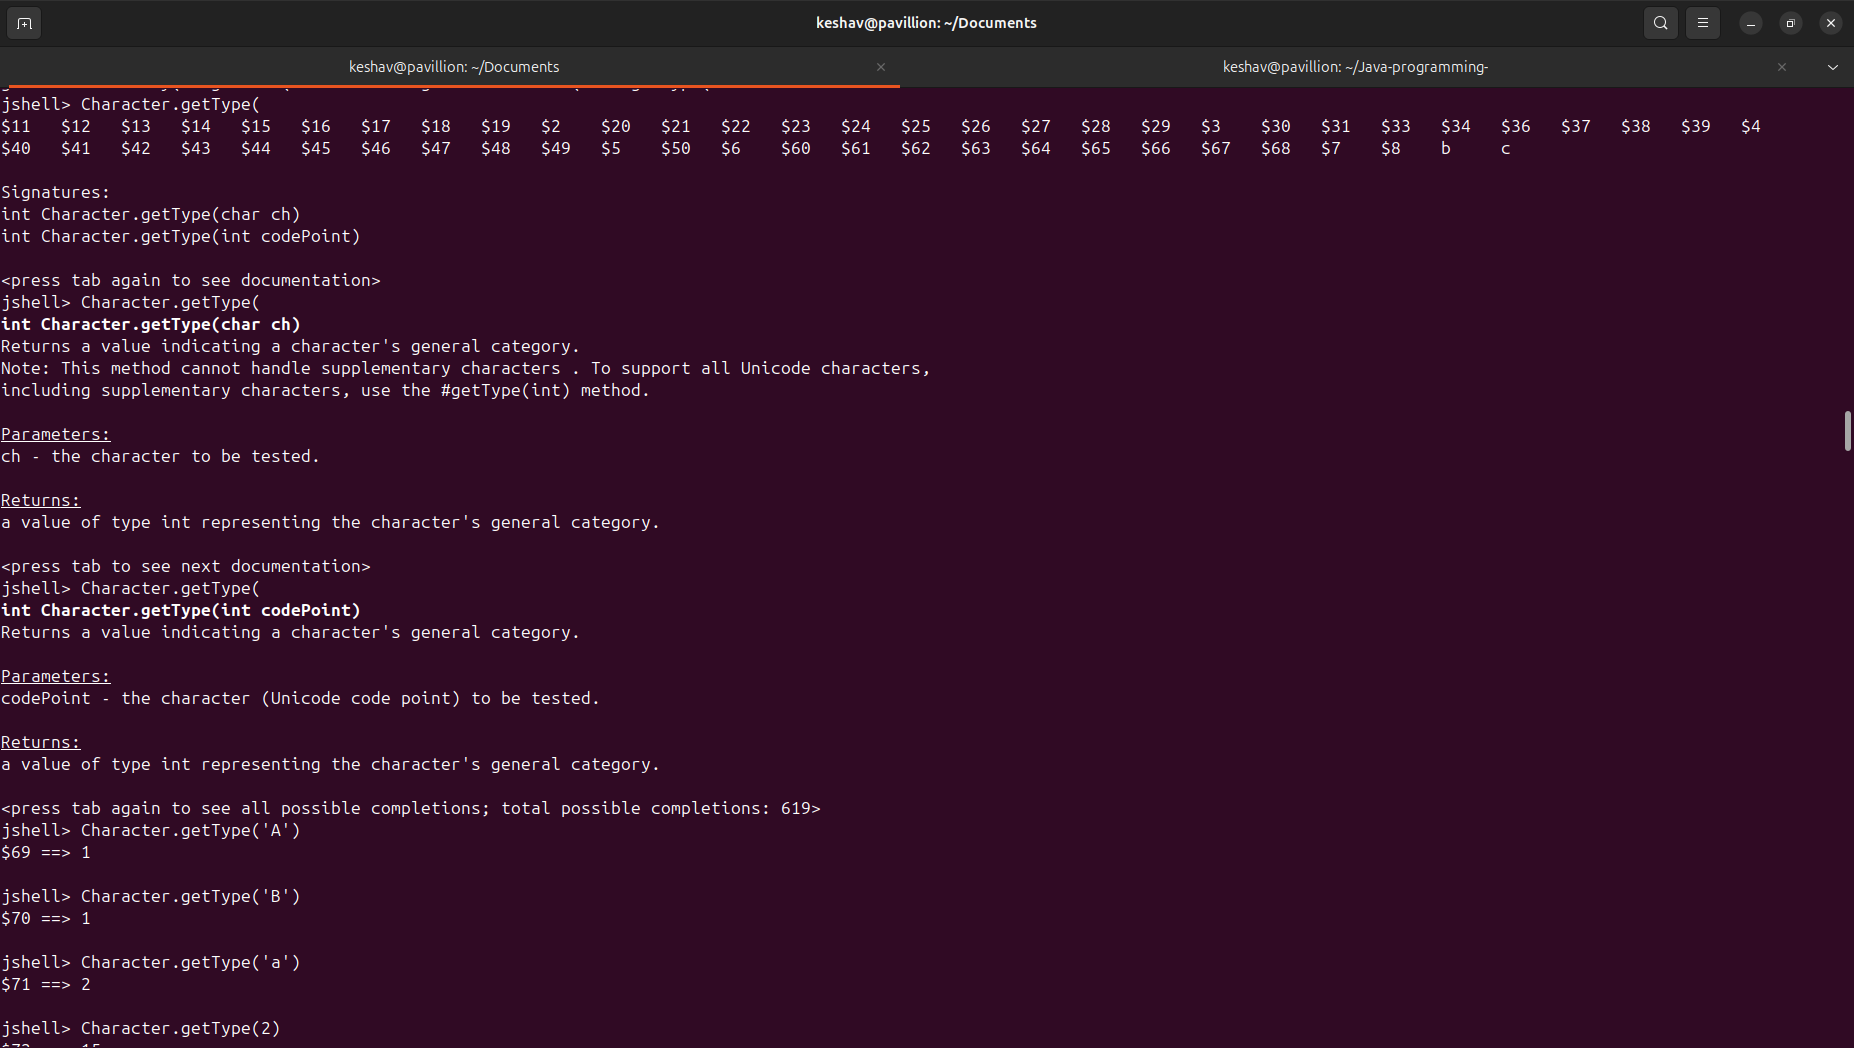 keshav@pavillion: ~/Documents
keshav@pavillion: ~/Documents
keshav@pavillion: ~/Java-programming-
jshell> Character.getType(
$11   $12   $13   $14   $15   $16   $17   $18   $19   $2    $20   $21   $22   $23   $24   $25   $26   $27   $28   $29   $3    $30   $31   $33   $34   $36   $37   $38   $39   $4
$40   $41   $42   $43   $44   $45   $46   $47   $48   $49   $5    $50   $6    $60   $61   $62   $63   $64   $65   $66   $67   $68   $7    $8    b     c
Signatures:
int Character.getType(char ch)
int Character.getType(int codePoint)
<press tab again to see documentation>
jshell> Character.getType(
int Character.getType(char ch)
Returns a value indicating a character's general category.
Note: This method cannot handle supplementary characters . To support all Unicode characters,
including supplementary characters, use the #getType(int) method.
Parameters:
ch - the character to be tested.
Returns:
a value of type int representing the character's general category.
<press tab to see next documentation>
jshell> Character.getType(
int Character.getType(int codePoint)
Returns a value indicating a character's general category.
Parameters:
codePoint - the character (Unicode code point) to be tested.
Returns:
a value of type int representing the character's general category.
<press tab again to see all possible completions; total possible completions: 619>
jshell> Character.getType('A')
$69 ==> 1
jshell> Character.getType('B')
$70 ==> 1
jshell> Character.getType('a')
$71 ==> 2
jshell> Character.getType(2)